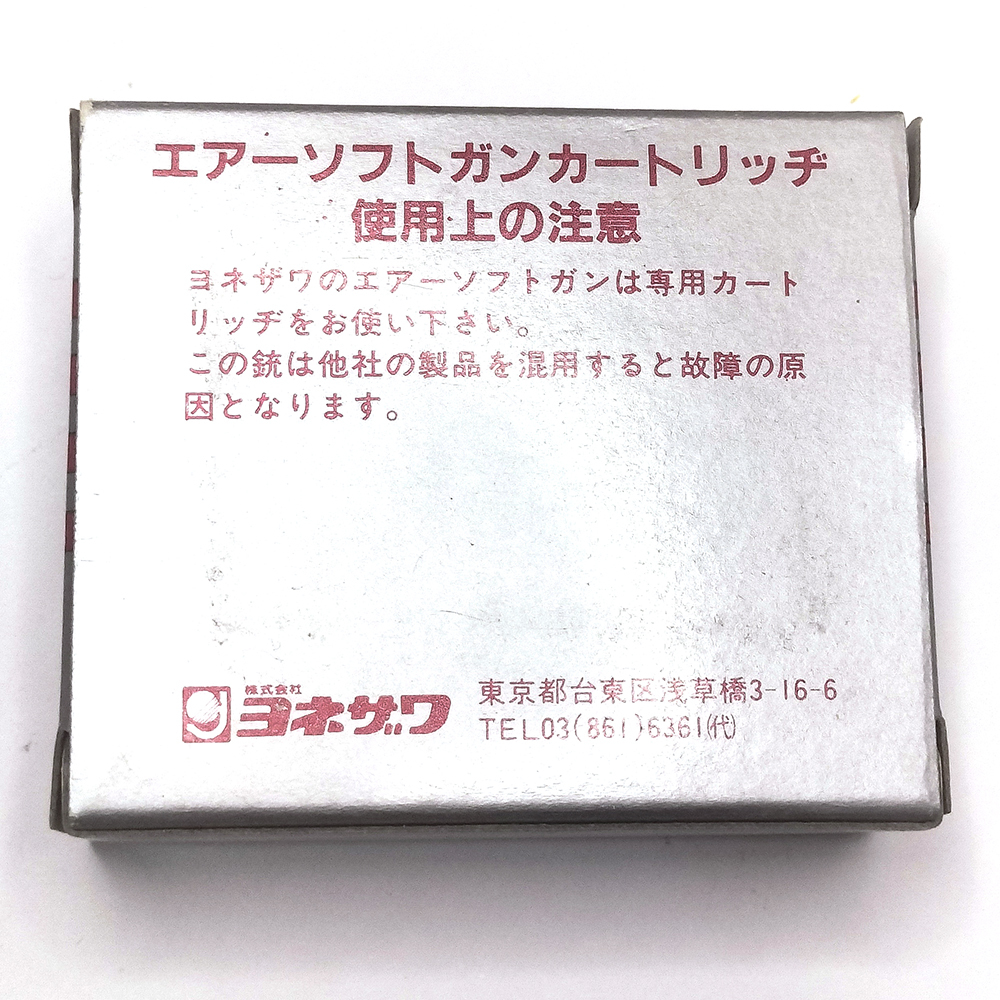 エアーソフトガンカートリッヂ
使用上の注意
ヨネザワのエアーソフトガンは専用カート
リッヂをお使い下さい。
この銃は他社の製品を混用すると故障の原
因となります。
株式会社
ヨネザワ
東京都台東区浅草橋3-16-6
TEL03(861)6361㈹